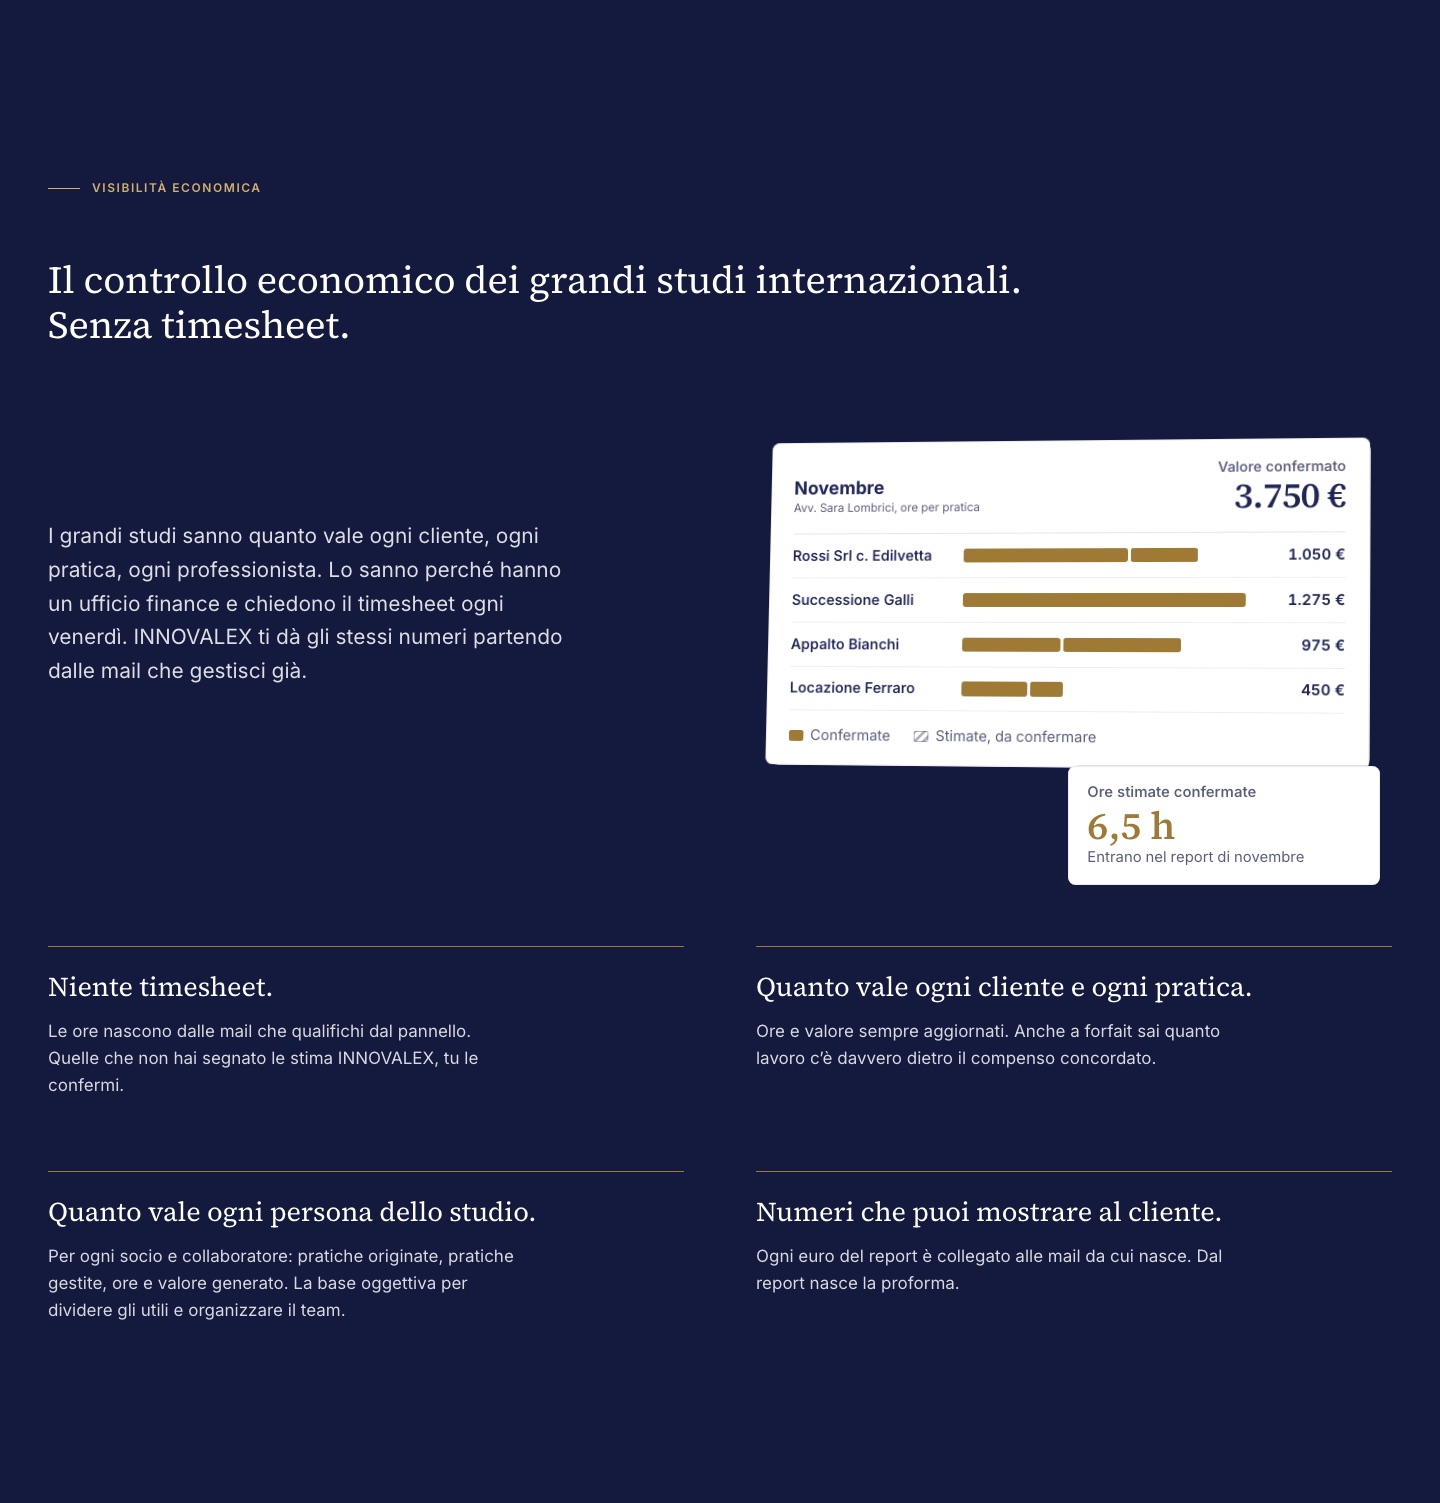 VISIBILITÀ ECONOMICA
Il controllo economico dei grandi studi internazionali.
Senza timesheet.
I grandi studi sanno quanto vale ogni cliente, ogni
pratica, ogni professionista. Lo sanno perché hanno
un ufficio finance e chiedono il timesheet ogni
venerdì. INNOVALEX ti dà gli stessi numeri partendo
dalle mail che gestisci già.
Novembre
Avv. Sara Lombrici, ore per pratica
Valore confermato
3.750 €
Rossi Srl c. Edilvetta 1.050 €
Successione Galli 1.275 €
Appalto Bianchi 975 €
Locazione Ferraro 450 €
Confermate Stimate, da confermare
Ore stimate confermate
6,5 h
Entrano nel report di novembre
Niente timesheet.
Le ore nascono dalle mail che qualifichi dal pannello.
Quelle che non hai segnato le stima INNOVALEX, tu le
confermi.
Quanto vale ogni cliente e ogni pratica.
Ore e valore sempre aggiornati. Anche a forfait sai quanto
lavoro c’è davvero dietro il compenso concordato.
Quanto vale ogni persona dello studio.
Per ogni socio e collaboratore: pratiche originate, pratiche
gestite, ore e valore generato. La base oggettiva per
dividere gli utili e organizzare il team.
Numeri che puoi mostrare al cliente.
Ogni euro del report è collegato alle mail da cui nasce. Dal
report nasce la proforma.